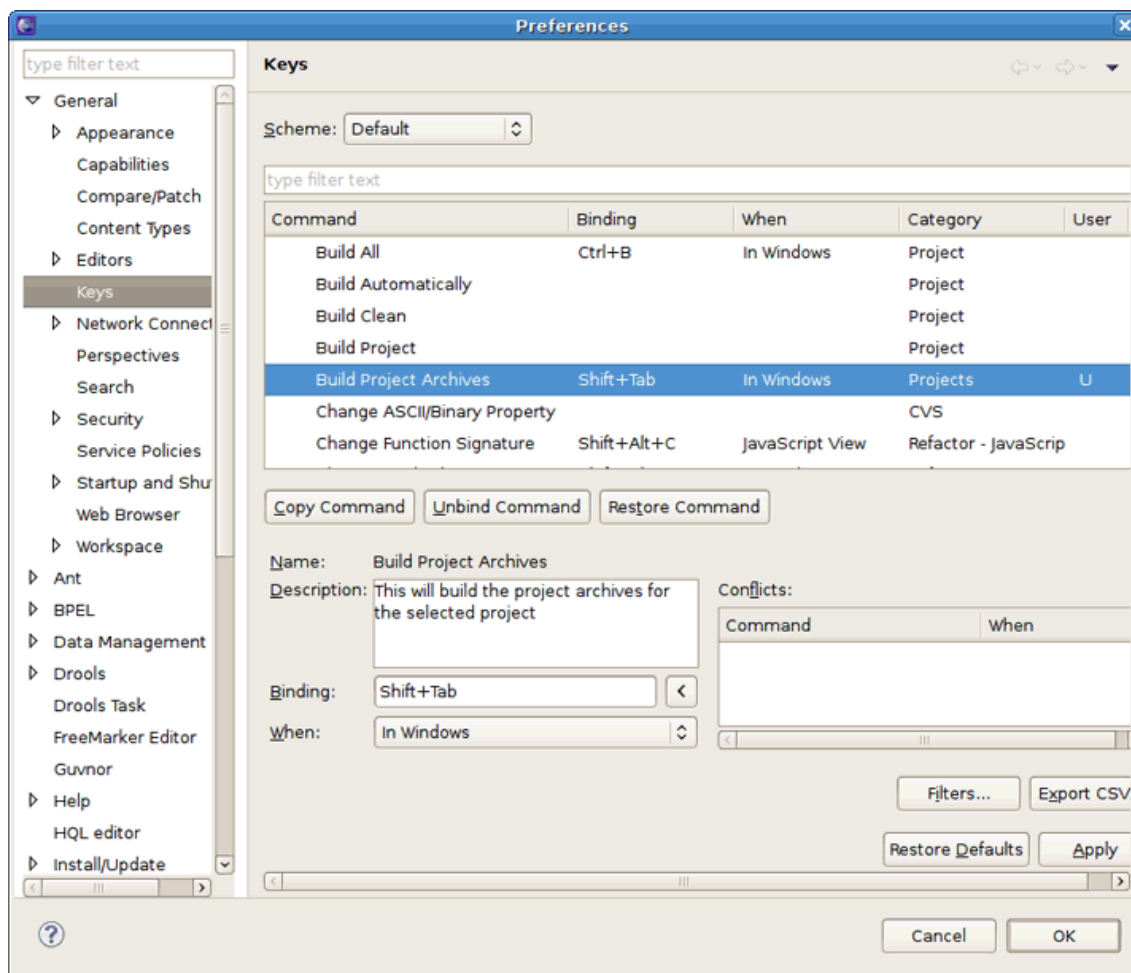 Preferences
type filter text
General
Appearance
Capabilities
Compare/Patch
Content Types
Editors
Keys
Network Connect
Perspectives
Search
Security
Service Policies
Startup and Shu
Web Browser
Workspace
Ant
BPEL
Data Management
Drools
Drools Task
FreeMarker Editor
Guvnor
Help
HQL editor
Install/Update
Keys
Scheme: Default
type filter text
Command Binding When Category User
Build All Ctrl+B In Windows Project
Build Automatically Project
Build Clean Project
Build Project Project
Build Project Archives Shift+Tab In Windows Projects U
Change ASCII/Binary Property CVS
Change Function Signature Shift+Alt+C JavaScript View Refactor - JavaScrip
Copy Command Unbind Command Restore Command
Name: Build Project Archives
Description: This will build the project archives for
the selected project
Binding: Shift+Tab <
When: In Windows
Conflicts:
Command When
Filters... Export CSV
Restore Defaults Apply
? Cancel OK